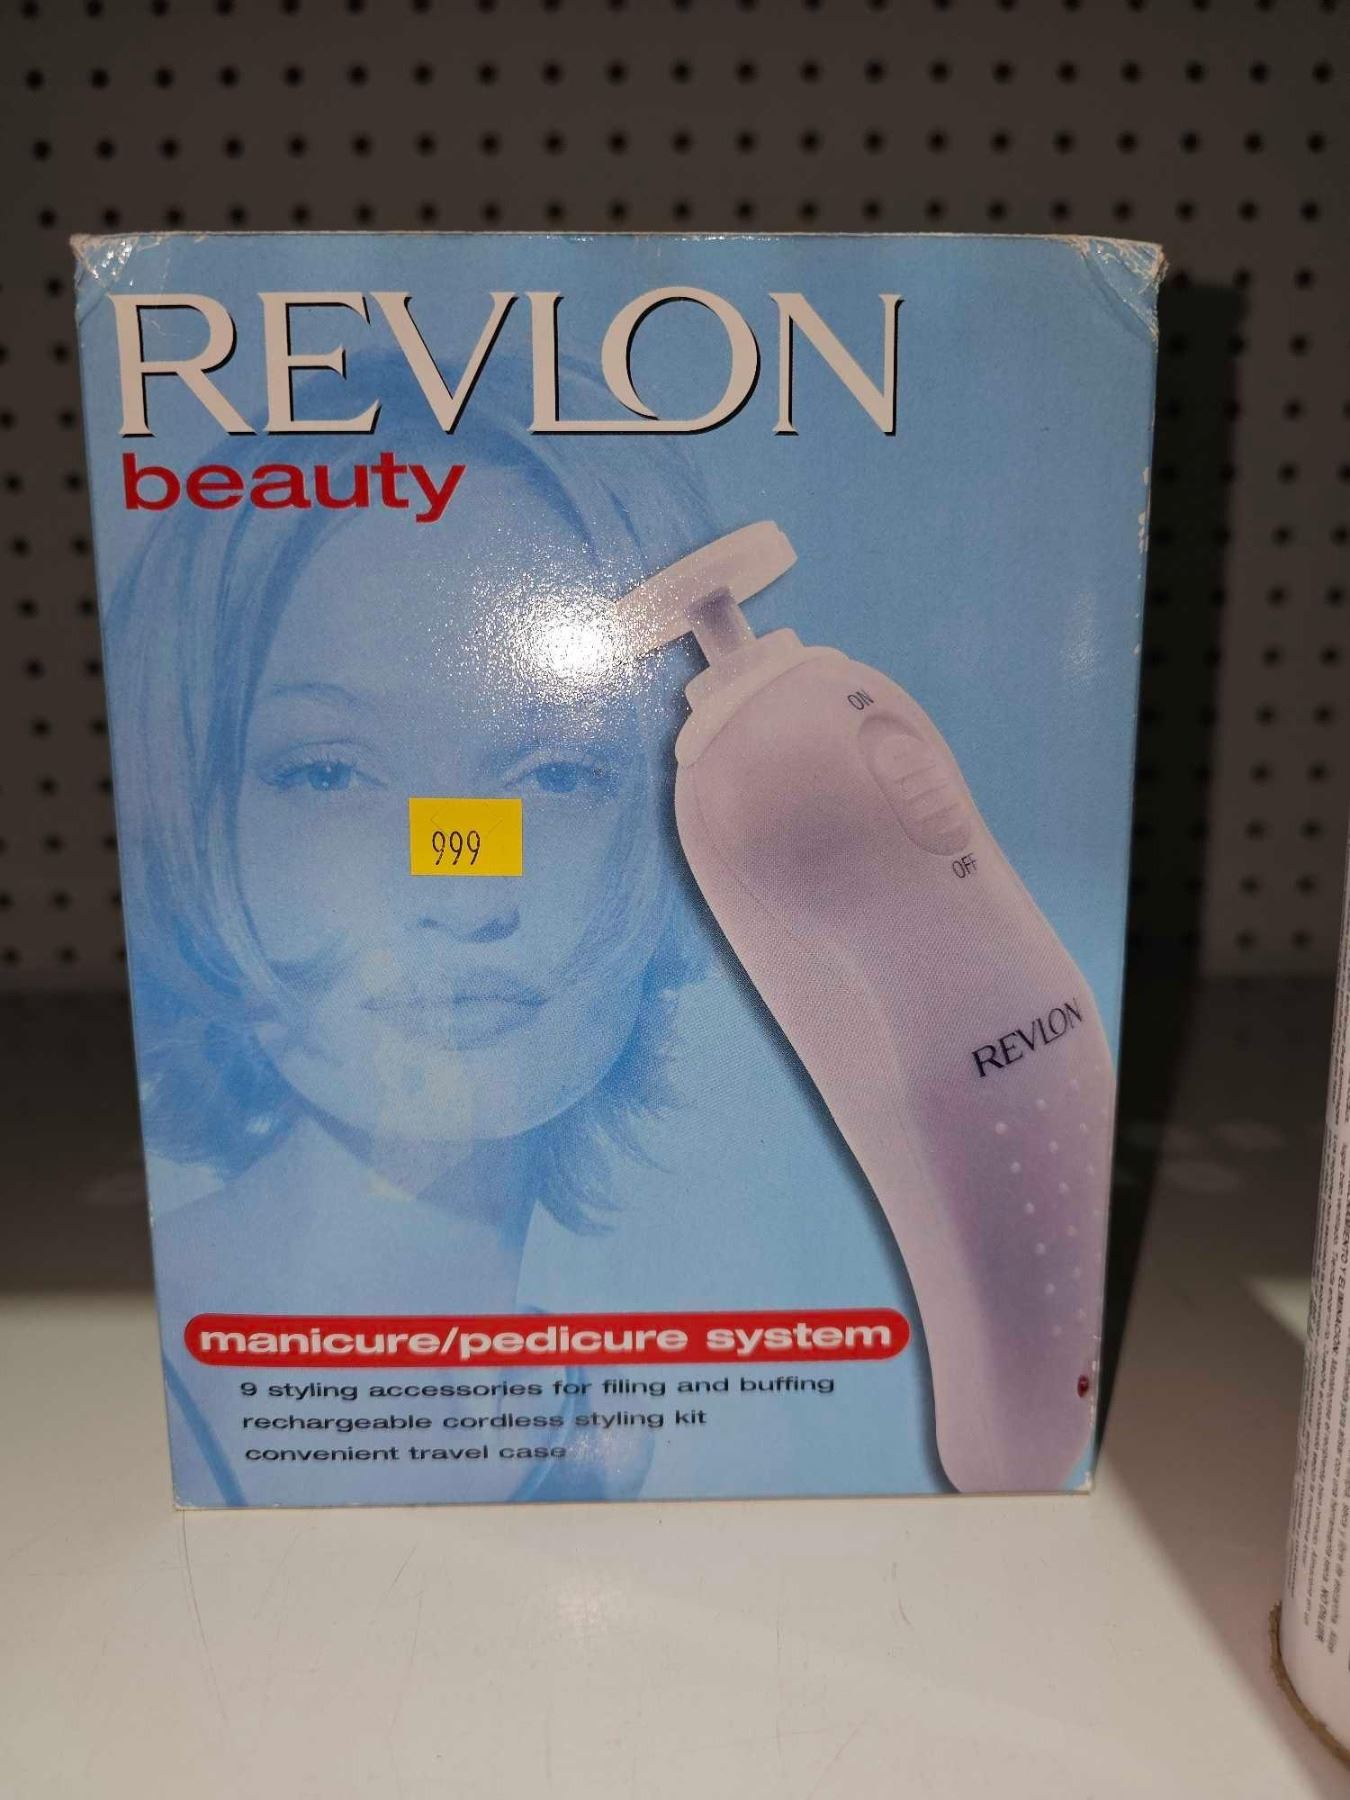 REVLON
beauty
ON
999
OFF
REVLON
manicure/pedicure system
9 styling accessories for filing and buffing
rechargeable cordless styling kit
convenient travel case